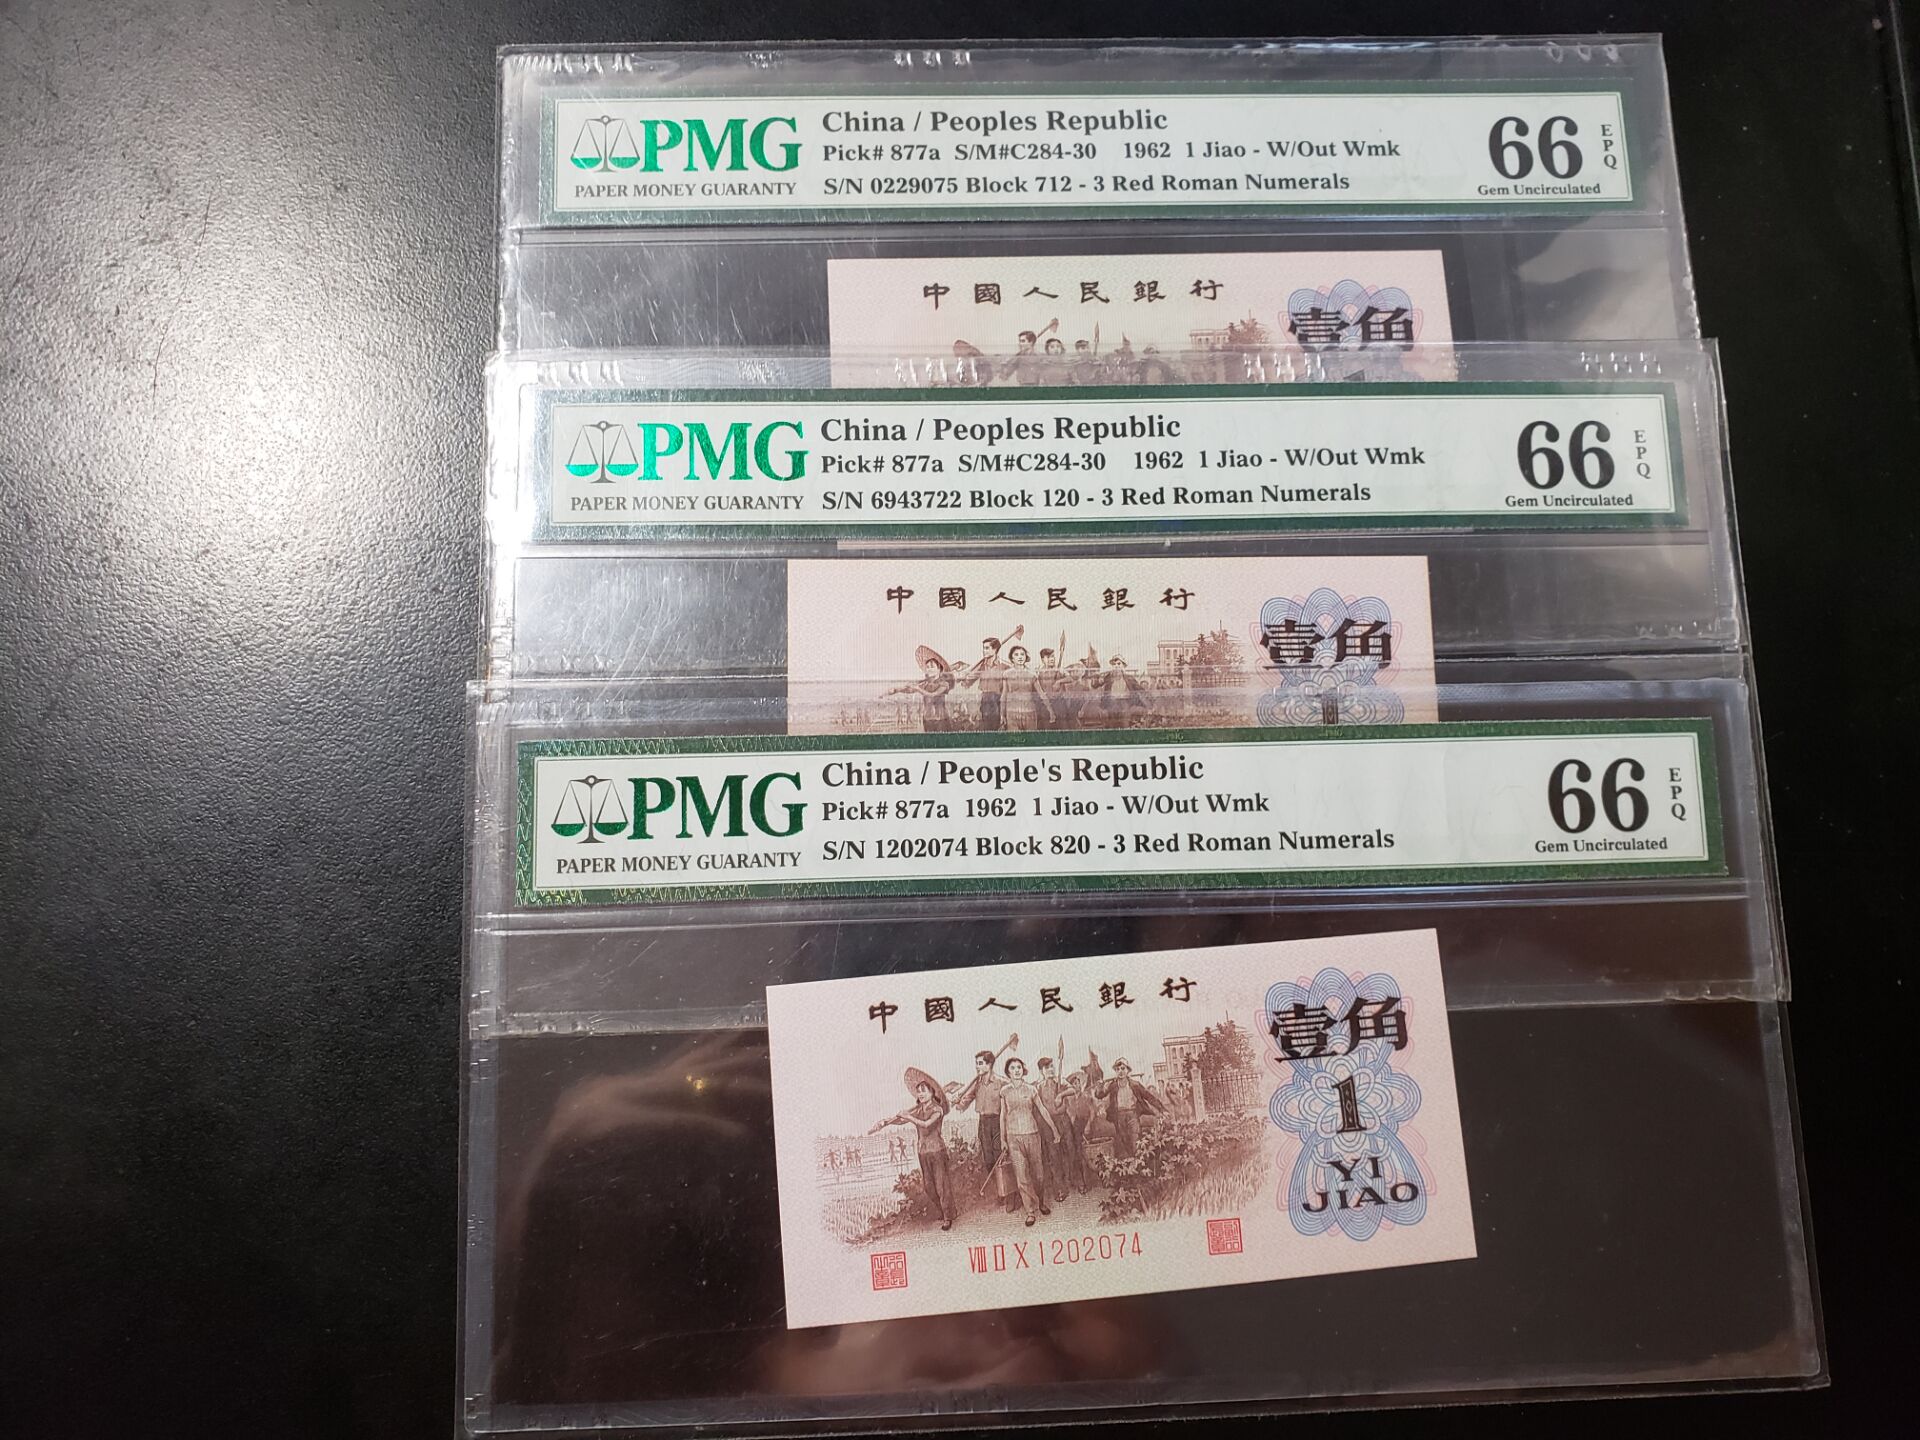 PMG
PAPER MONEY GUARANTY
China / Peoples Republic
Pick# 877a S/M#C284-30 1962 1 Jiao - W/Out Wmk
S/N 0229075 Block 712 - 3 Red Roman Numerals
66
EPQ
Gem Uncirculated
中國人民銀行
壹角
PMG
PAPER MONEY GUARANTY
China / Peoples Republic
Pick# 877a S/M#C284-30 1962 1 Jiao - W/Out Wmk
S/N 6943722 Block 120 - 3 Red Roman Numerals
66
EPQ
Gem Uncirculated
中國人民銀行
壹角
1
PMG
PAPER MONEY GUARANTY
China / People's Republic
Pick# 877a 1962 1 Jiao - W/Out Wmk
S/N 1202074 Block 820 - 3 Red Roman Numerals
66
EPQ
Gem Uncirculated
中國人民銀行
壹角
1
YI
JIAO
VIII II X 1202074